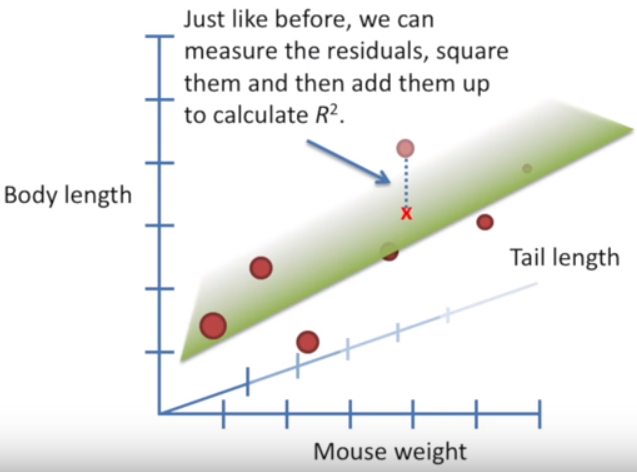 Just like before, we can
measure the residuals, square
them and then add them up
to calculate R².
Body length
x
Tail length
Mouse weight